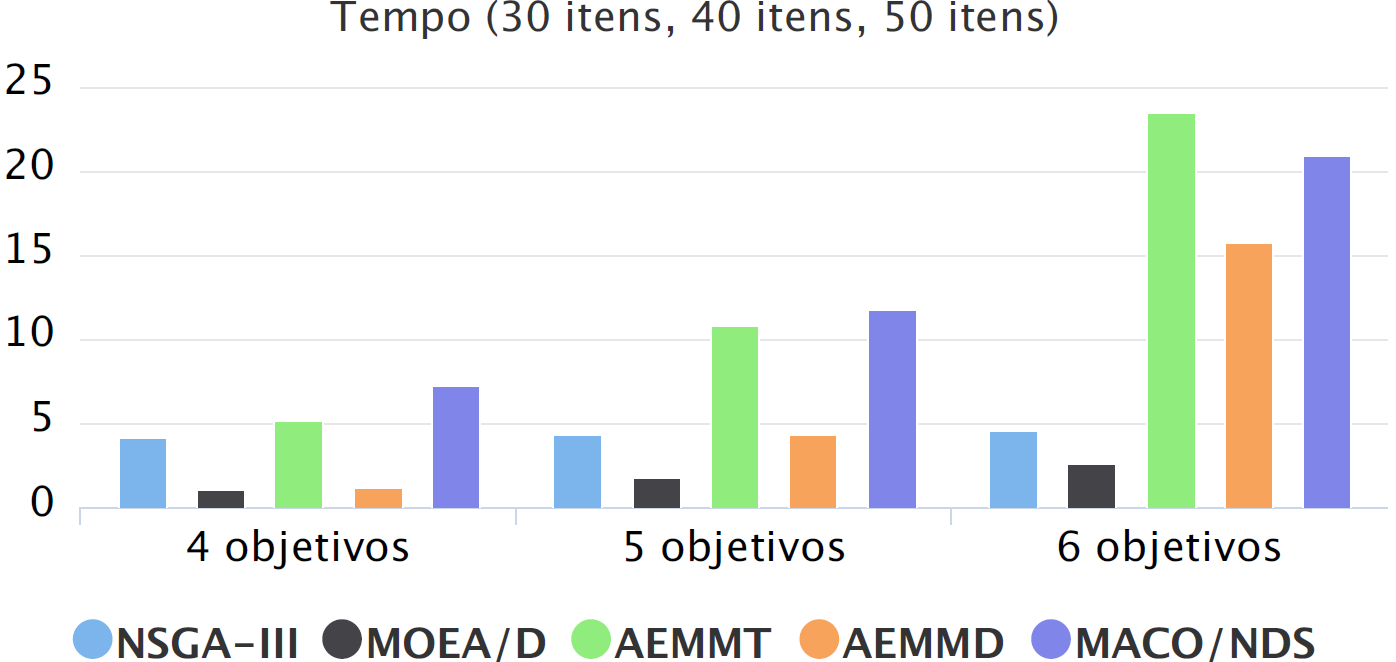 Tempo (30 itens, 40 itens, 50 itens)
25
20
15
10
5
0
4 objetivos 5 objetivos 6 objetivos
NSGA-III MOEA/D AEMMT AEMMD MACO/NDS